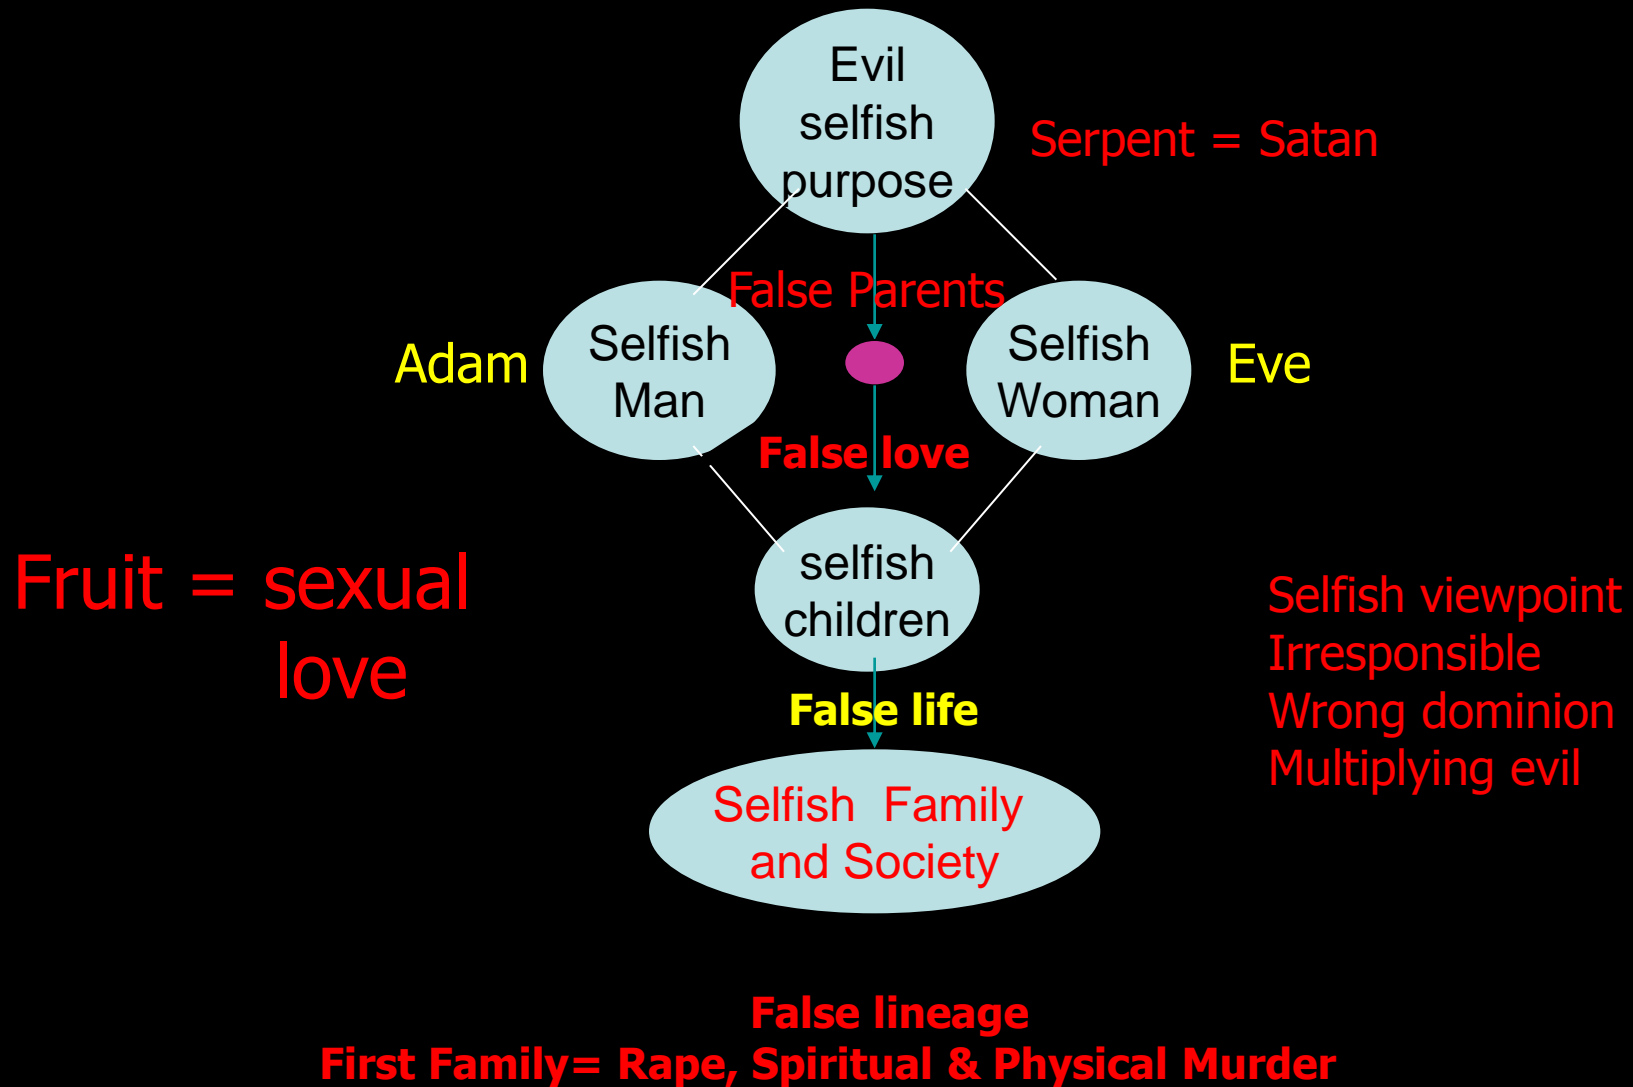 Evil
selfish
purpose
Serpent = Satan
False Parents
Adam
Selfish
Man
Selfish
Woman
Eve
False love
selfish
children
Fruit = sexual
love
Selfish viewpoint
Irresponsible
Wrong dominion
Multiplying evil
False life
Selfish Family
and Society
False lineage
First Family= Rape, Spiritual & Physical Murder